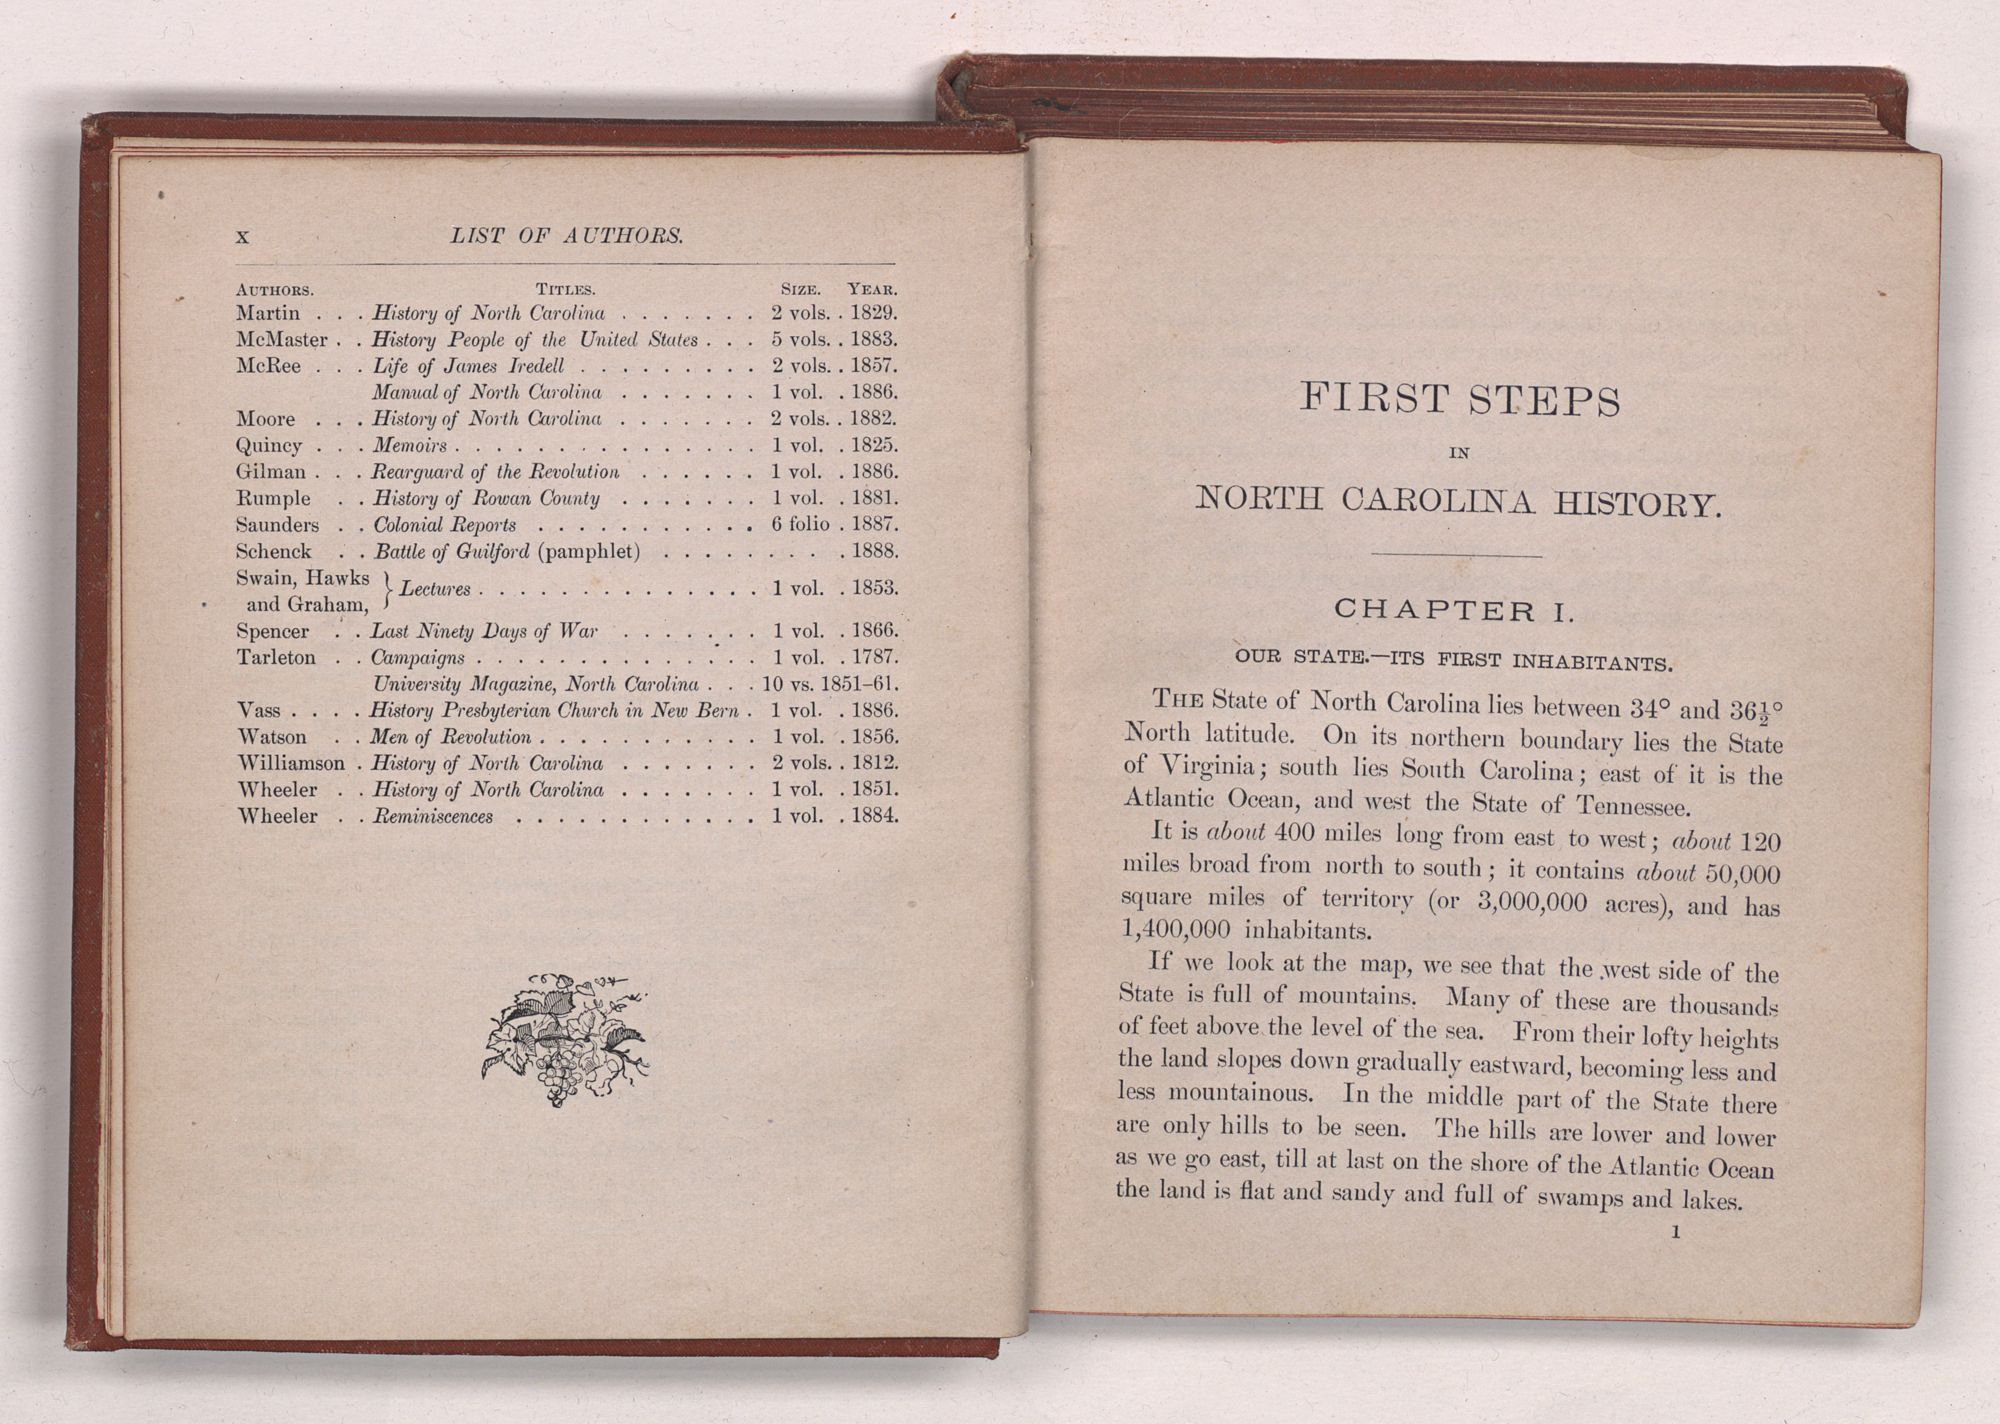 x LIST OF AUTHORS.
AUTHORS. TITLES. SIZE. YEAR.
Martin . . . History of North Carolina . . . . . . . 2 vols. . 1829.
McMaster . . History People of the United States . . . 5 vols. . 1883.
McRee . . . Life of James Iredell . . . . . . . . . 2 vols. . 1857.
Manual of North Carolina . . . . . . . 1 vol. . 1886.
Moore . . . History of North Carolina . . . . . . . 2 vols. . 1882.
Quincy . . . Memoirs . . . . . . . . . . . . . . 1 vol. . 1825.
Gilman . . . Rearguard of the Revolution . . . . . . 1 vol. . 1886.
Rumple . . History of Rowan County . . . . . . . 1 vol. . 1881.
Saunders . . Colonial Reports . . . . . . . . . . . 6 folio . 1887.
Schenck . . Battle of Guilford (pamphlet) . . . . . . . . . 1888.
Swain, Hawks
and Graham, } Lectures . . . . . . . . . . . . . . 1 vol. . 1853.
Spencer . . Last Ninety Days of War . . . . . . . 1 vol. . 1866.
Tarleton . . Campaigns . . . . . . . . . . . . . . 1 vol. . 1787.
University Magazine, North Carolina . . . 10 vs. 1851–61.
Vass . . . . History Presbyterian Church in New Bern . 1 vol. . 1886.
Watson . . Men of Revolution . . . . . . . . . . . 1 vol. . 1856.
Williamson . History of North Carolina . . . . . . . 2 vols. . 1812.
Wheeler . . History of North Carolina . . . . . . . 1 vol. . 1851.
Wheeler . . Reminiscences . . . . . . . . . . . . 1 vol. . 1884.
FIRST STEPS
IN
NORTH CAROLINA HISTORY.
CHAPTER I.
OUR STATE.—ITS FIRST INHABITANTS.
THE State of North Carolina lies between 34° and 36½°
North latitude. On its northern boundary lies the State
of Virginia; south lies South Carolina; east of it is the
Atlantic Ocean, and west the State of Tennessee.
It is about 400 miles long from east to west; about 120
miles broad from north to south; it contains about 50,000
square miles of territory (or 3,000,000 acres), and has
1,400,000 inhabitants.
If we look at the map, we see that the west side of the
State is full of mountains. Many of these are thousands
of feet above the level of the sea. From their lofty heights
the land slopes down gradually eastward, becoming less and
less mountainous. In the middle part of the State there
are only hills to be seen. The hills are lower and lower
as we go east, till at last on the shore of the Atlantic Ocean
the land is flat and sandy and full of swamps and lakes.
1